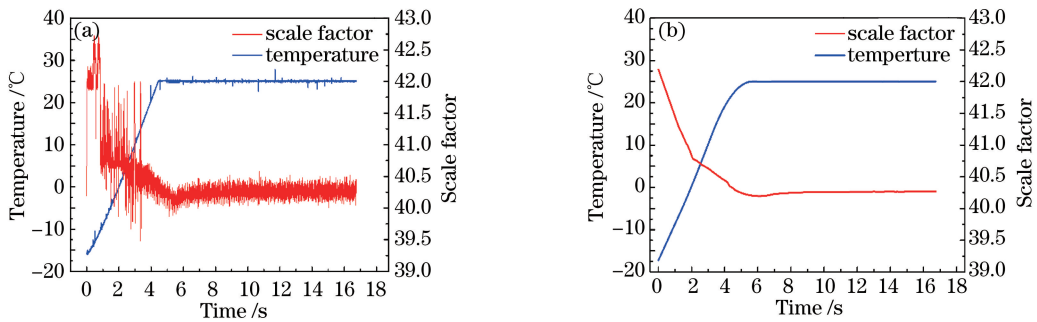 (a)
scale factor
temperature
40
30
20
10
0
−10
−20
Temperature /℃
43.0
42.5
42.0
41.5
41.0
40.5
40.0
39.5
39.0
Scale factor
0 2 4 6 8 10 12 14 16 18
Time /s
(b)
scale factor
temperture
40
30
20
10
0
−10
−20
Temperature /℃
43.0
42.5
42.0
41.5
41.0
40.5
40.0
39.5
39.0
Scale factor
0 2 4 6 8 10 12 14 16 18
Time /s